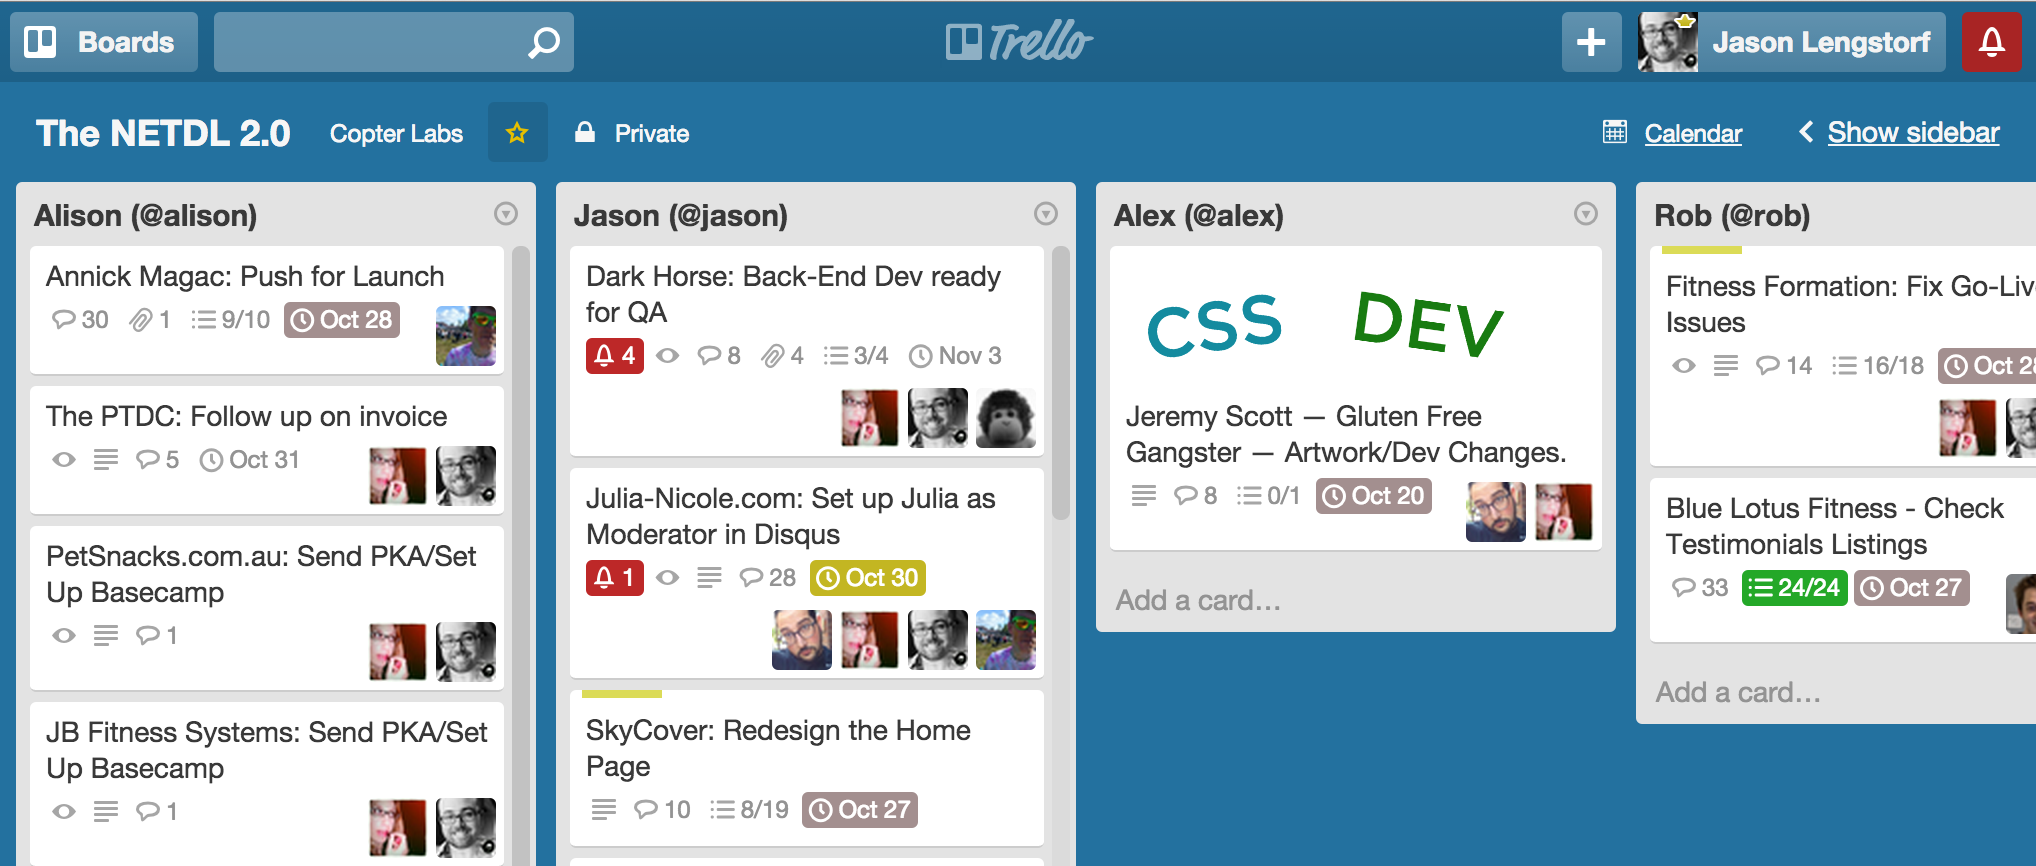 Boards
Trello
Jason Lengstorf
The NETDL 2.0
Copter Labs
Private
Calendar
Show sidebar
Alison (@alison)
Annick Magac: Push for Launch
30 1 9/10 Oct 28
The PTDC: Follow up on invoice
5 Oct 31
PetSnacks.com.au: Send PKA/Set
Up Basecamp
1
JB Fitness Systems: Send PKA/Set
Up Basecamp
1
Jason (@jason)
Dark Horse: Back-End Dev ready
for QA
4 8 4 3/4 Nov 3
Julia-Nicole.com: Set up Julia as
Moderator in Disqus
1 28 Oct 30
SkyCover: Redesign the Home
Page
10 8/19 Oct 27
Alex (@alex)
CSS DEV
Jeremy Scott — Gluten Free
Gangster — Artwork/Dev Changes.
8 0/1 Oct 20
Add a card…
Rob (@rob)
Fitness Formation: Fix Go-Liv
Issues
14 16/18 Oct 28
Blue Lotus Fitness - Check
Testimonials Listings
33 24/24 Oct 27
Add a card…